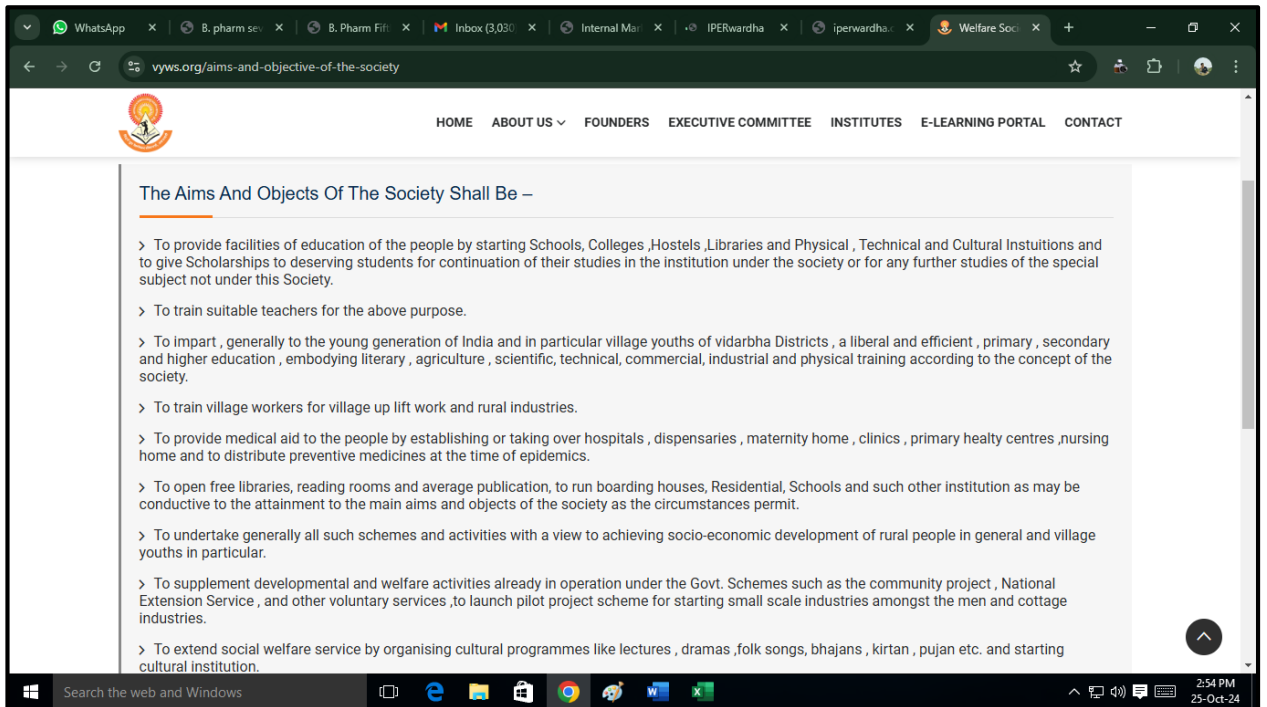 WhatsApp
B. pharm sev
B. Pharm Fift
Inbox (3,030)
Internal Mar
IPERwardha
iperwardha.c
Welfare Soci
vyws.org/aims-and-objective-of-the-society
HOME ABOUT US FOUNDERS EXECUTIVE COMMITTEE INSTITUTES E-LEARNING PORTAL CONTACT
The Aims And Objects Of The Society Shall Be –
> To provide facilities of education of the people by starting Schools, Colleges ,Hostels ,Libraries and Physical , Technical and Cultural Instuitions and
to give Scholarships to deserving students for continuation of their studies in the institution under the society or for any further studies of the special
subject not under this Society.
> To train suitable teachers for the above purpose.
> To impart , generally to the young generation of India and in particular village youths of vidarbha Districts , a liberal and efficient , primary , secondary
and higher education , embodying literary , agriculture , scientific, technical, commercial, industrial and physical training according to the concept of the
society.
> To train village workers for village up lift work and rural industries.
> To provide medical aid to the people by establishing or taking over hospitals , dispensaries , maternity home , clinics , primary healty centres ,nursing
home and to distribute preventive medicines at the time of epidemics.
> To open free libraries, reading rooms and average publication, to run boarding houses, Residential, Schools and such other institution as may be
conductive to the attainment to the main aims and objects of the society as the circumstances permit.
> To undertake generally all such schemes and activities with a view to achieving socio-economic development of rural people in general and village
youths in particular.
> To supplement developmental and welfare activities already in operation under the Govt. Schemes such as the community project , National
Extension Service , and other voluntary services ,to launch pilot project scheme for starting small scale industries amongst the men and cottage
industries.
> To extend social welfare service by organising cultural programmes like lectures , dramas ,folk songs, bhajans , kirtan , pujan etc. and starting
cultural institution.
Search the web and Windows
2:54 PM
25-Oct-24